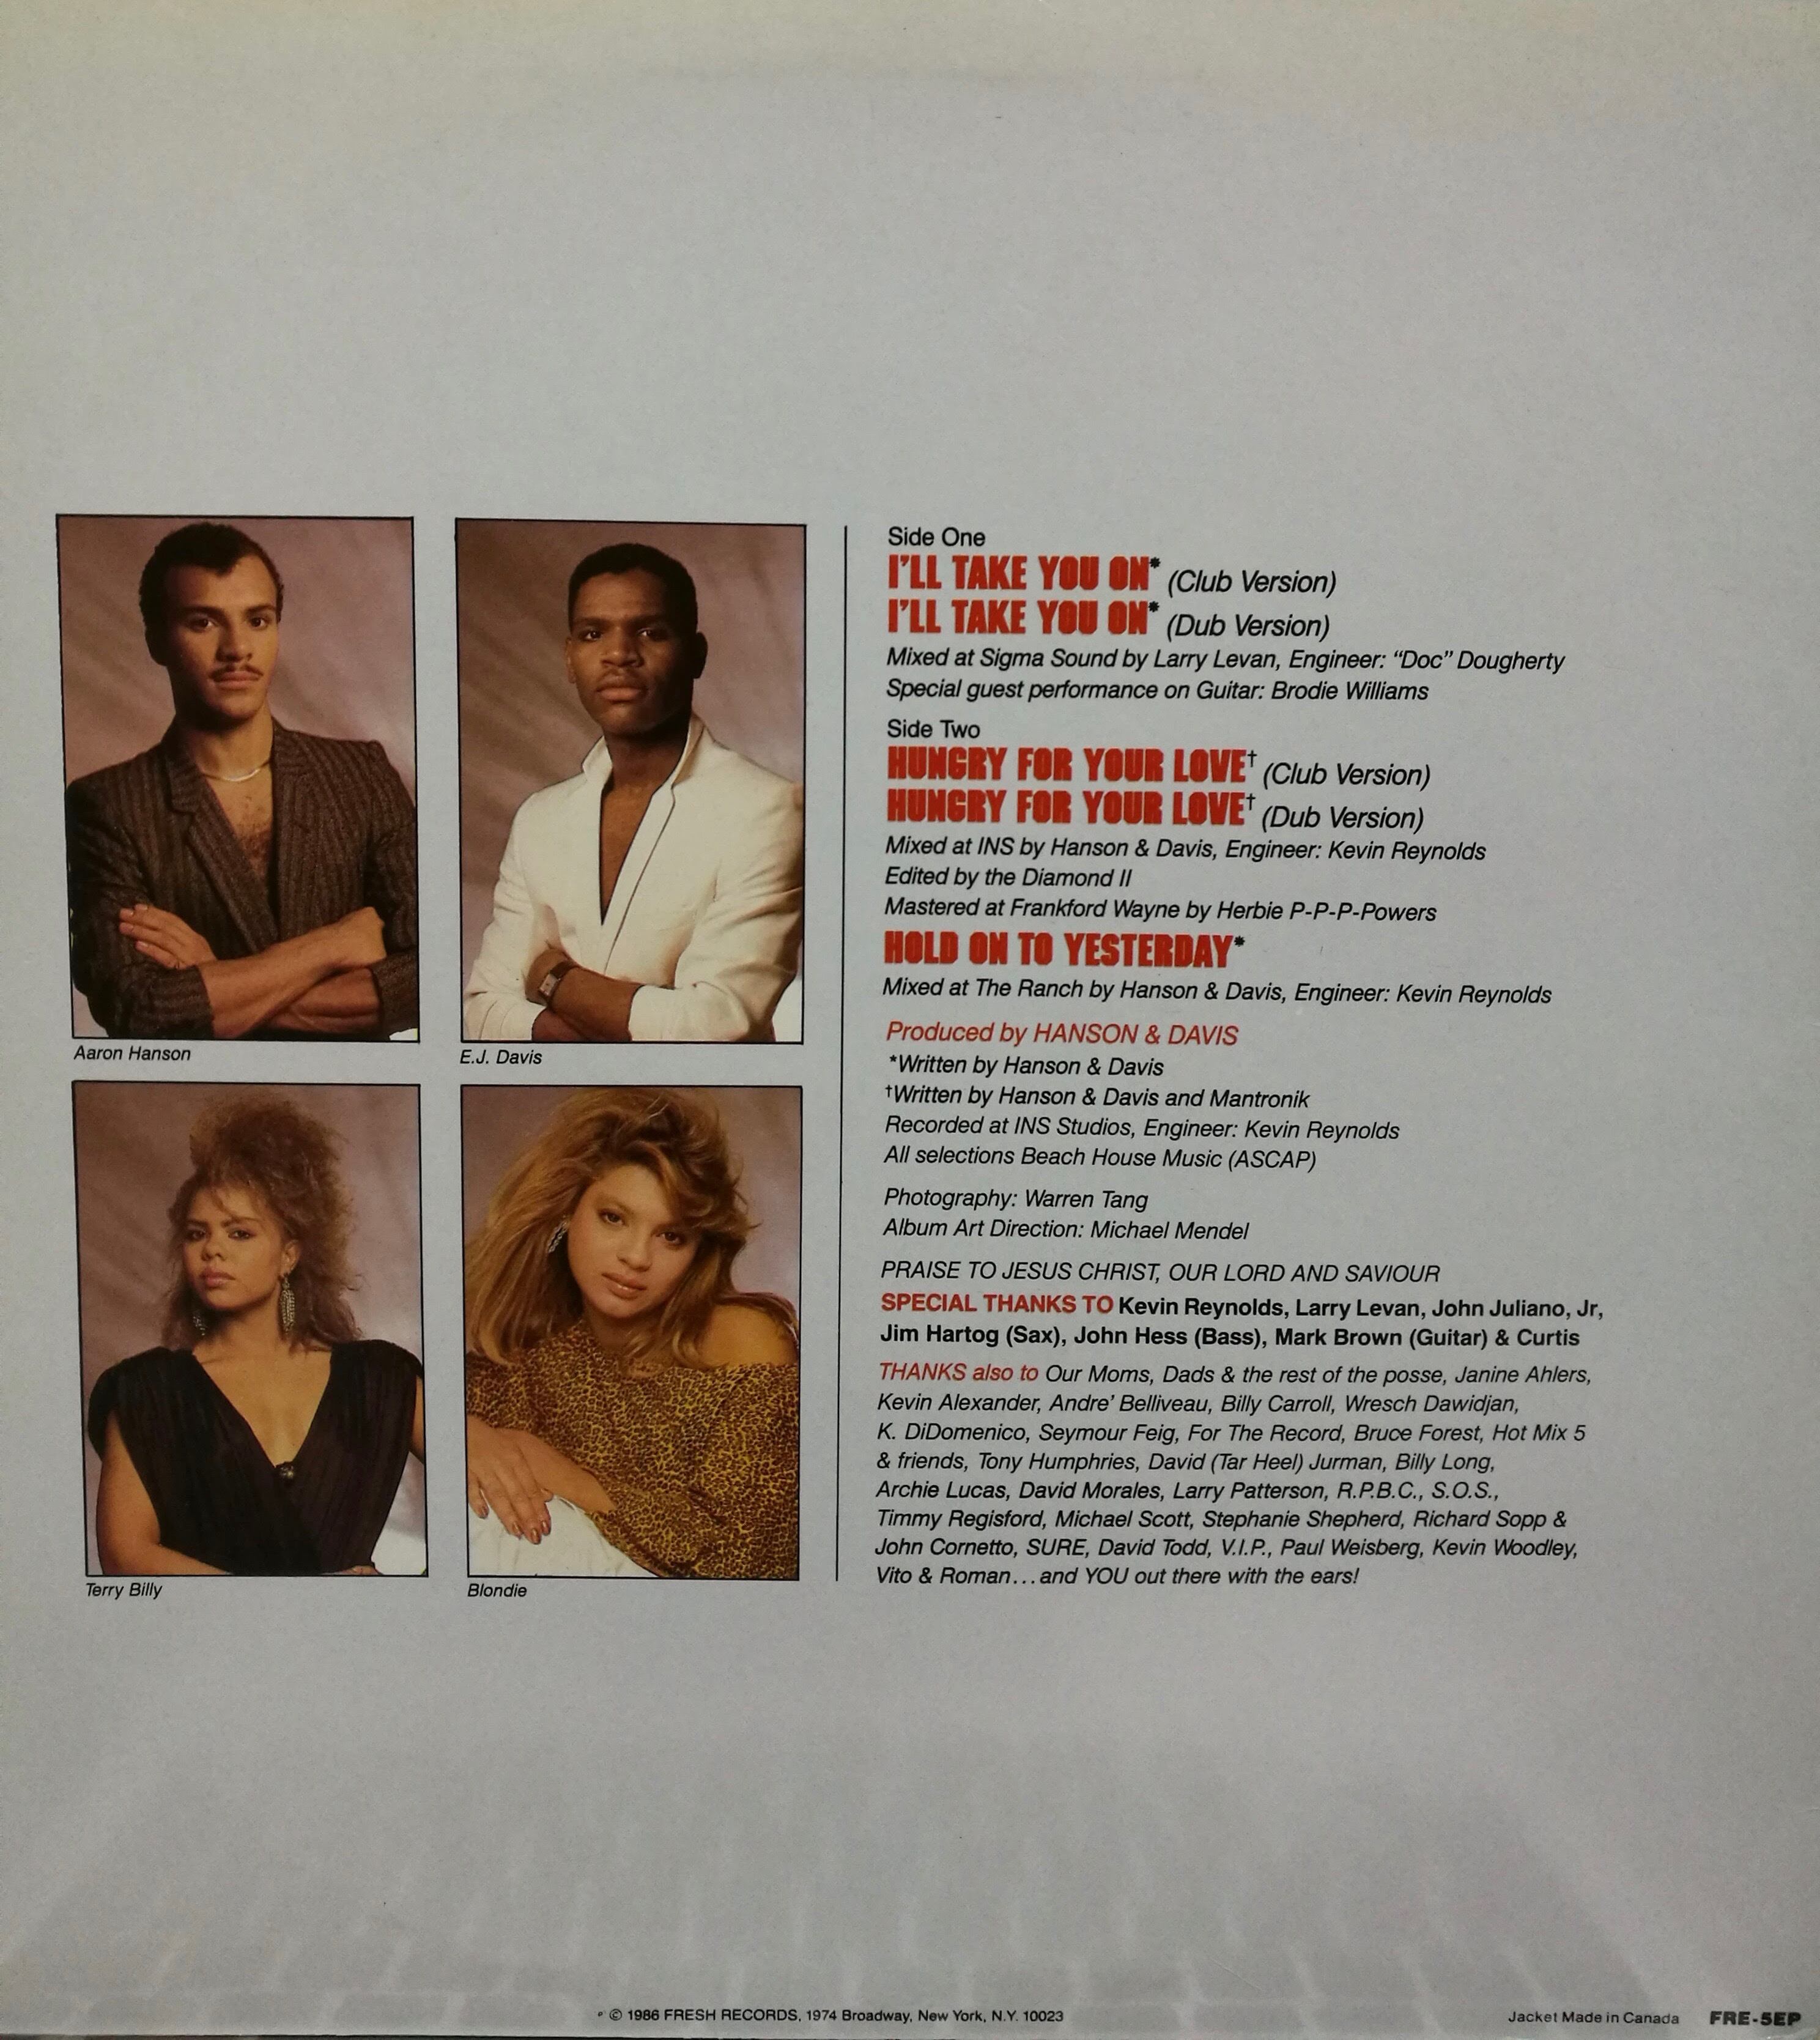 Aaron Hanson
E.J. Davis
Terry Billy
Blondie
Side One
I'LL TAKE YOU ON* (Club Version)
I'LL TAKE YOU ON* (Dub Version)
Mixed at Sigma Sound by Larry Levan, Engineer: “Doc” Dougherty
Special guest performance on Guitar: Brodie Williams
Side Two
HUNGRY FOR YOUR LOVE† (Club Version)
HUNGRY FOR YOUR LOVE† (Dub Version)
Mixed at INS by Hanson & Davis, Engineer: Kevin Reynolds
Edited by the Diamond II
Mastered at Frankford Wayne by Herbie P-P-P-Powers
HOLD ON TO YESTERDAY*
Mixed at The Ranch by Hanson & Davis, Engineer: Kevin Reynolds
Produced by HANSON & DAVIS
*Written by Hanson & Davis
†Written by Hanson & Davis and Mantronik
Recorded at INS Studios, Engineer: Kevin Reynolds
All selections Beach House Music (ASCAP)
Photography: Warren Tang
Album Art Direction: Michael Mendel
PRAISE TO JESUS CHRIST, OUR LORD AND SAVIOUR
SPECIAL THANKS TO Kevin Reynolds, Larry Levan, John Juliano, Jr,
Jim Hartog (Sax), John Hess (Bass), Mark Brown (Guitar) & Curtis
THANKS also to Our Moms, Dads & the rest of the posse, Janine Ahlers,
Kevin Alexander, Andre' Belliveau, Billy Carroll, Wresch Dawidjan,
K. DiDomenico, Seymour Feig, For The Record, Bruce Forest, Hot Mix 5
& friends, Tony Humphries, David (Tar Heel) Jurman, Billy Long,
Archie Lucas, David Morales, Larry Patterson, R.P.B.C., S.O.S.,
Timmy Regisford, Michael Scott, Stephanie Shepherd, Richard Sopp &
John Cornetto, SURE, David Todd, V.I.P., Paul Weisberg, Kevin Woodley,
Vito & Roman...and YOU out there with the ears!
℗ © 1986 FRESH RECORDS, 1974 Broadway, New York, N.Y. 10023
Jacket Made in Canada FRE-5EP